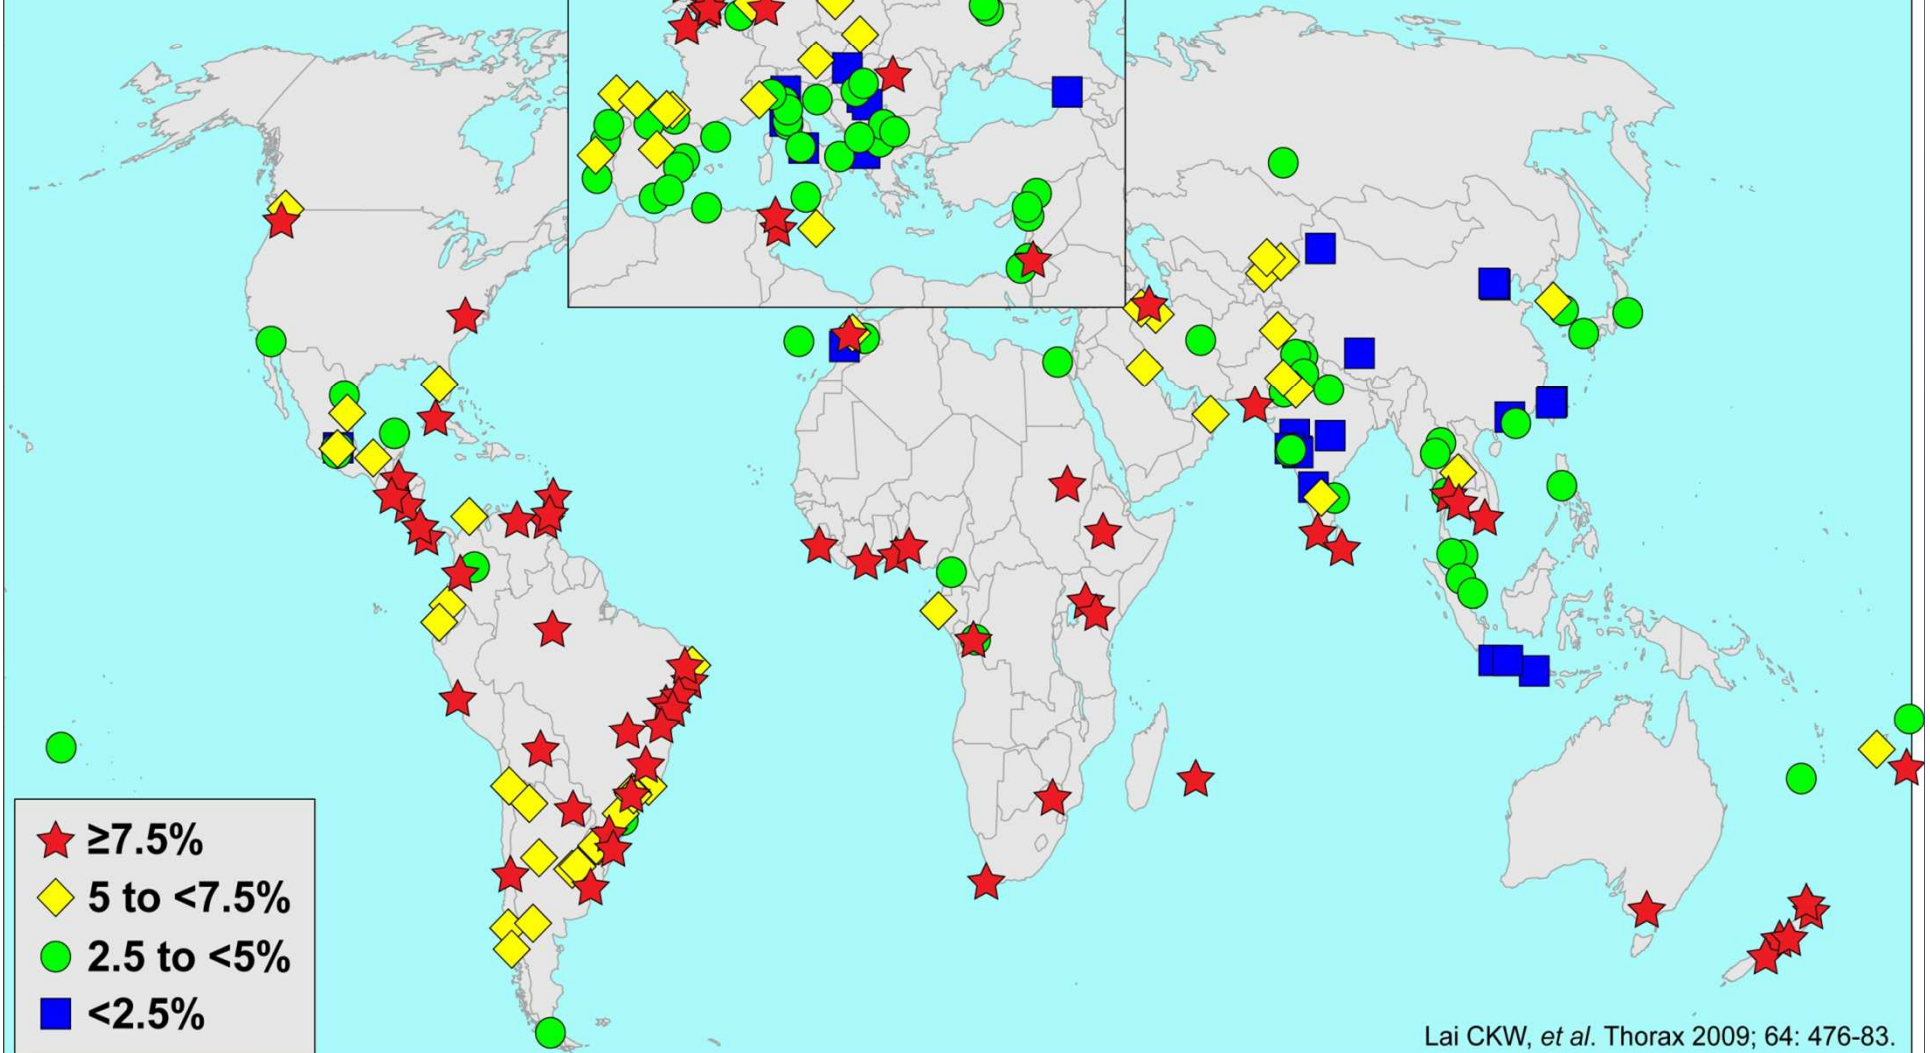 ≥7.5%
5 to <7.5%
2.5 to <5%
<2.5%
Lai CKW, et al. Thorax 2009; 64: 476-83.